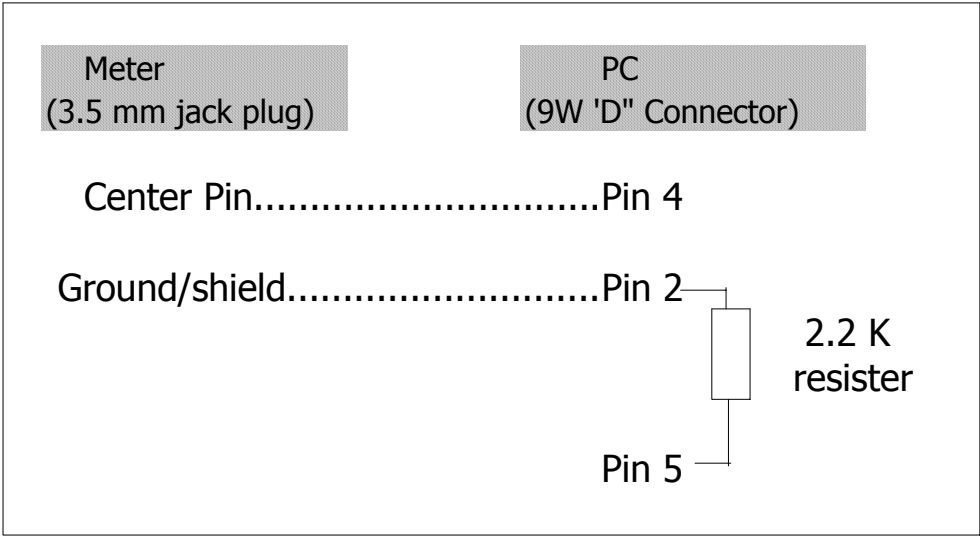 Meter
(3.5 mm jack plug)
PC
(9W 'D" Connector)
Center Pin...............................Pin 4
Ground/shield............................Pin 2
2.2 K
resister
Pin 5